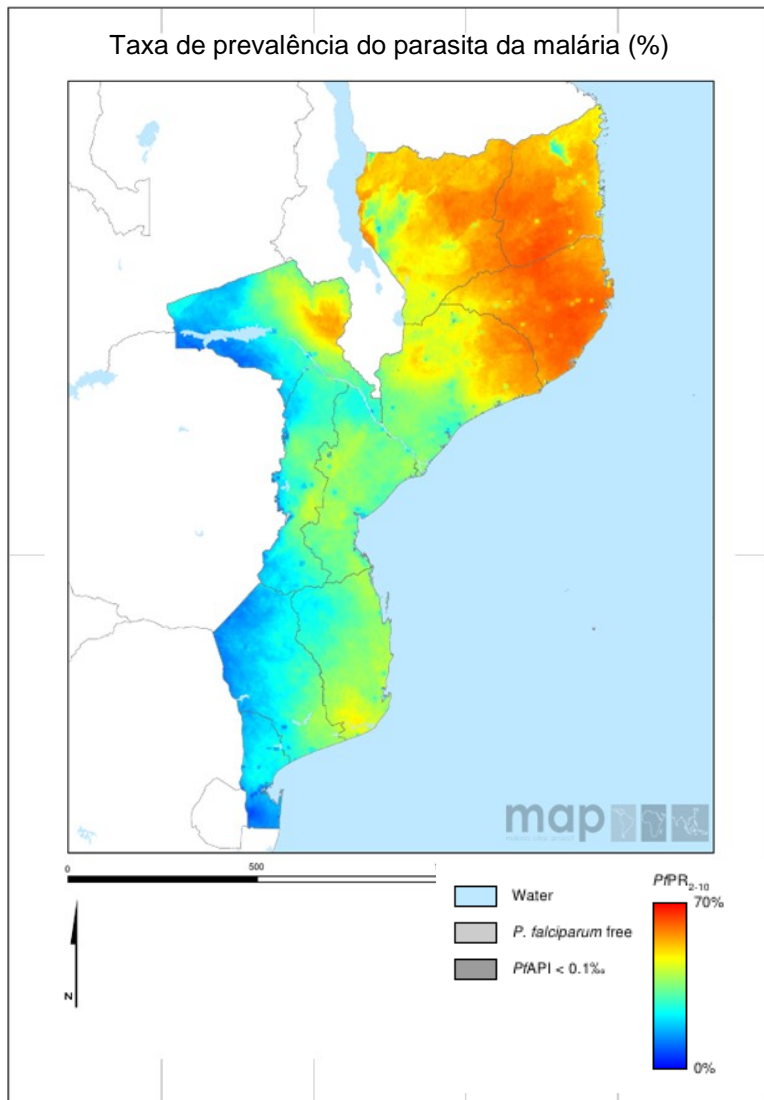 Taxa de prevalência do parasita da malária (%)
map
0 500
Water
P. falciparum free
PfAPI < 0.1‰
PfPR2-10
70%
0%
N